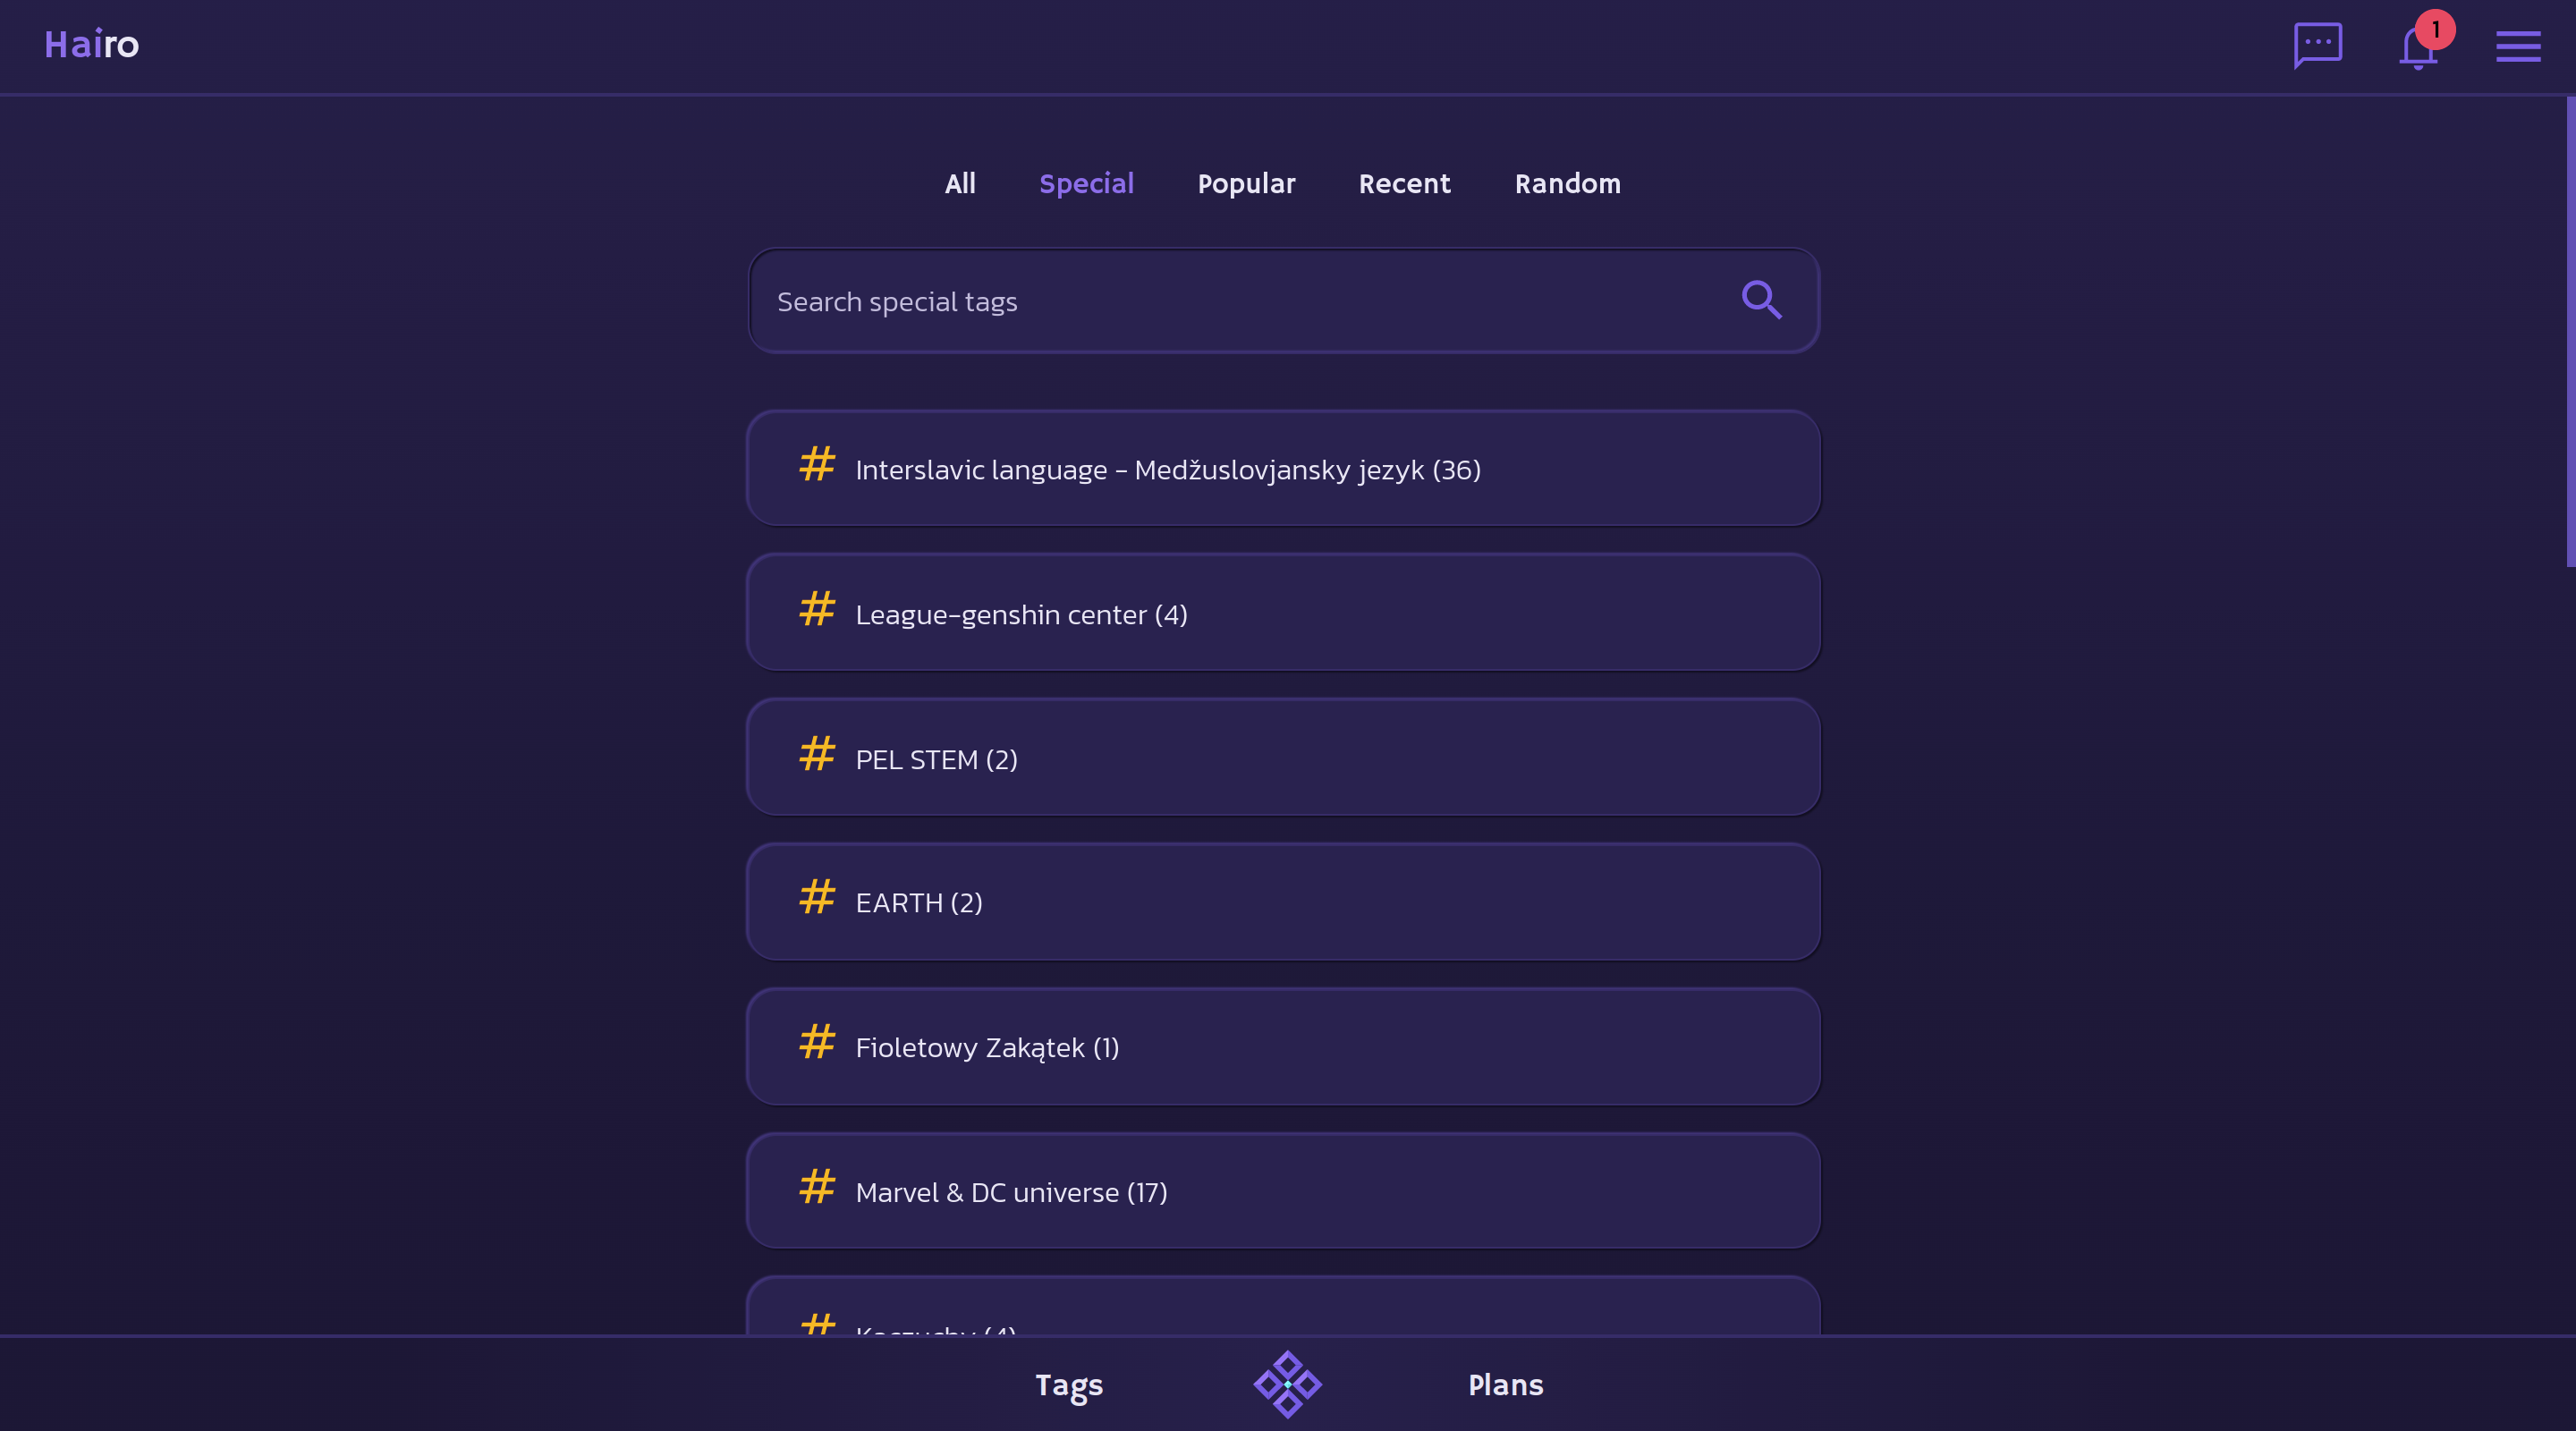 Hairo
1
All Special Popular Recent Random
Search special tags
# Interslavic language - Medžuslovjansky jezyk (36)
# League-genshin center (4)
# PEL STEM (2)
# EARTH (2)
# Fioletowy Zakątek (1)
# Marvel & DC universe (17)
# (4)
Tags Plans